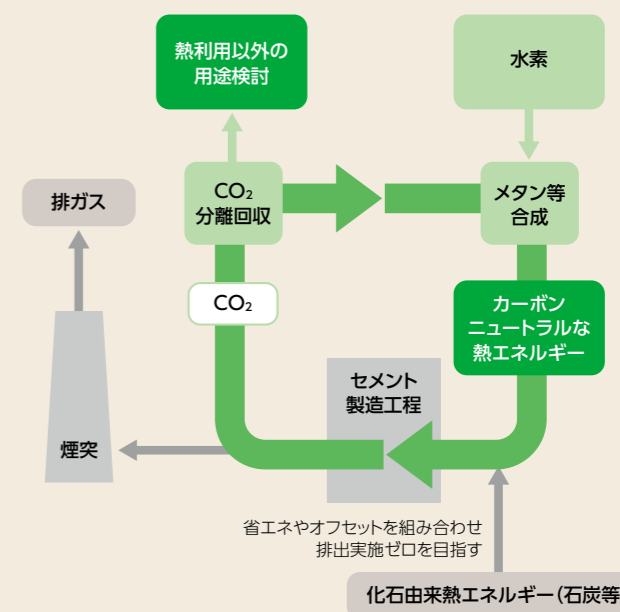 熱利用以外の
用途検討
水素
排ガス
CO₂
分離回収
メタン等
合成
CO₂
カーボン
ニュートラルな
熱エネルギー
セメント
製造工程
煙突
省エネやオフセットを組み合わせ
排出実施ゼロを目指す
化石由来熱エネルギー(石炭等